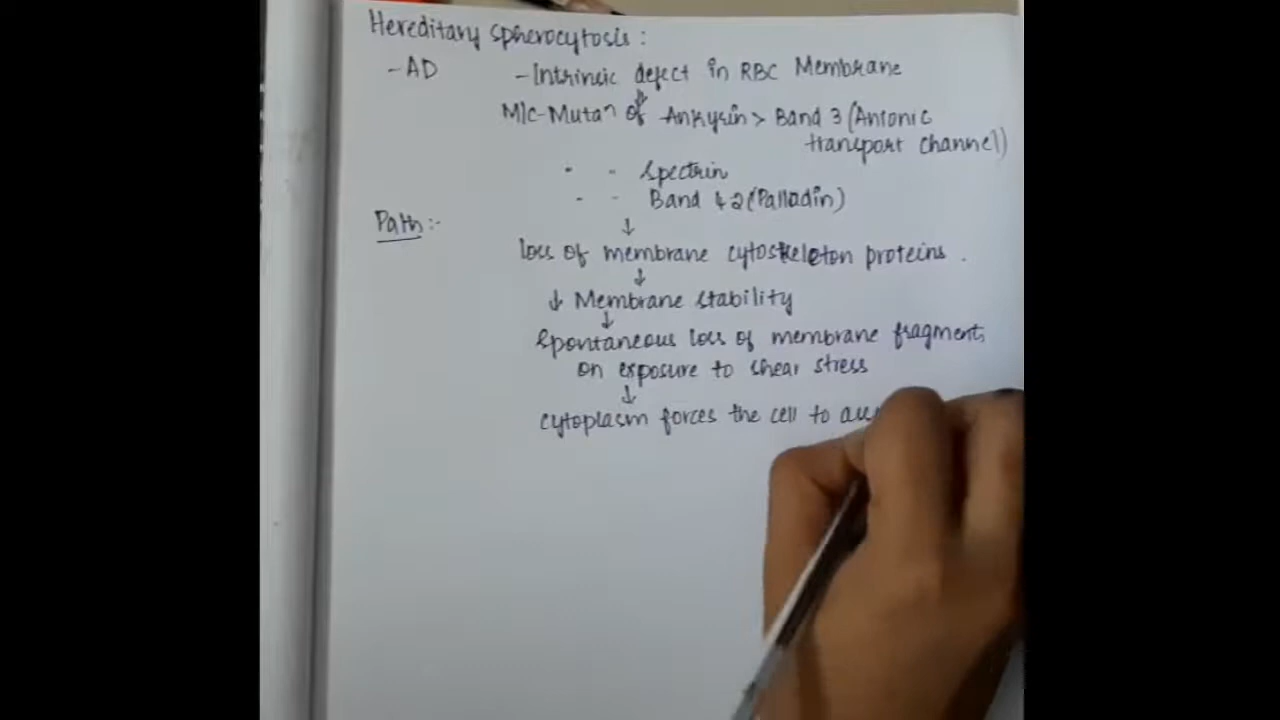 Hereditary spherocytosis :
- AD - Intrinsic defect in RBC Membrane
M/c - Mutan of Ankyrin > Band 3 (Anionic
transport channel)
" " Spectrin
" " Band 4.2 (Palladin)
Path :-
↓
loss of membrane cytoskeleton proteins .
↓
↓ Membrane stability
↓
Spontaneous loss of membrane fragments
on exposure to shear stress
↓
cytoplasm forces the cell to